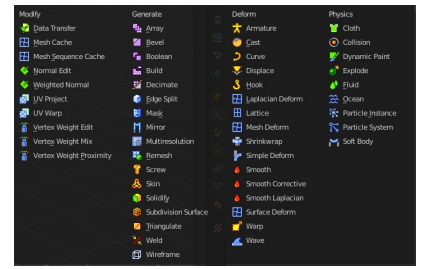 Modify
Data Transfer
Mesh Cache
Mesh Sequence Cache
Normal Edit
Weighted Normal
UV Project
UV Warp
Vertex Weight Edit
Vertex Weight Mix
Vertex Weight Proximity
Generate
Array
Bevel
Boolean
Build
Decimate
Edge Split
Mask
Mirror
Multiresolution
Remesh
Screw
Skin
Solidify
Subdivision Surface
Triangulate
Weld
Wireframe
Deform
Armature
Cast
Curve
Displace
Hook
Laplacian Deform
Lattice
Mesh Deform
Shrinkwrap
Simple Deform
Smooth
Smooth Corrective
Smooth Laplacian
Surface Deform
Warp
Wave
Physics
Cloth
Collision
Dynamic Paint
Explode
Fluid
Ocean
Particle Instance
Particle System
Soft Body